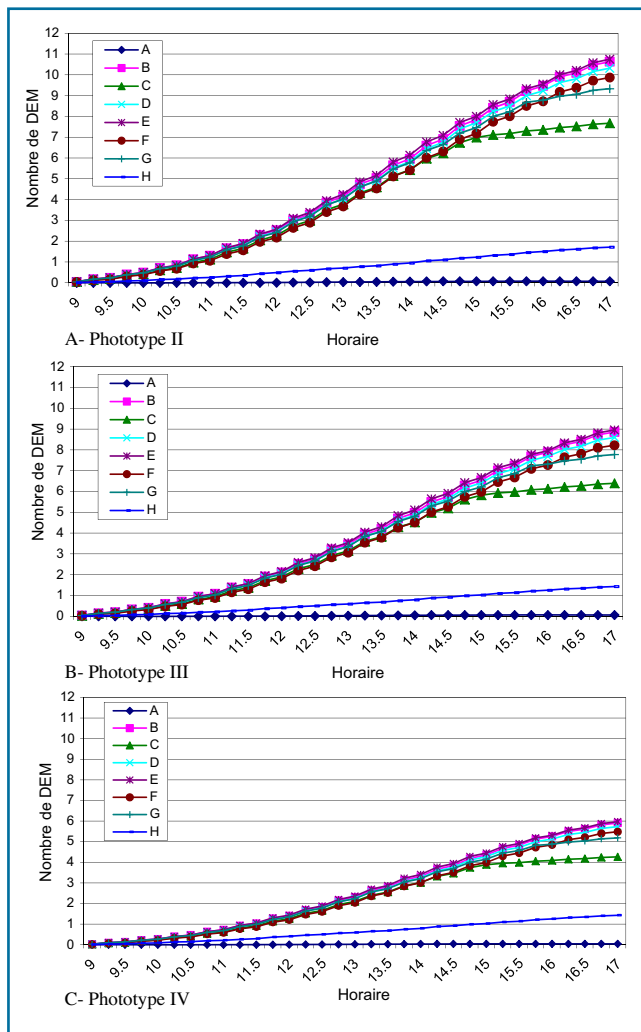 12
11
10
9
8
7
6
5
4
3
2
1
0
Nombre de DEM
A
B
C
D
E
F
G
H
9
9.5
10
10.5
11
11.5
12
12.5
13
13.5
14
14.5
15
15.5
16
16.5
17
A- Phototype II
Horaire
12
11
10
9
8
7
6
5
4
3
2
1
0
Nombre de DEM
A
B
C
D
E
F
G
H
9
9.5
10
10.5
11
11.5
12
12.5
13
13.5
14
14.5
15
15.5
16
16.5
17
B- Phototype III
Horaire
12
11
10
9
8
7
6
5
4
3
2
1
0
Nombre de DEM
A
B
C
D
E
F
G
H
9
9.5
10
10.5
11
11.5
12
12.5
13
13.5
14
14.5
15
15.5
16
16.5
17
C- Phototype IV
Horaire